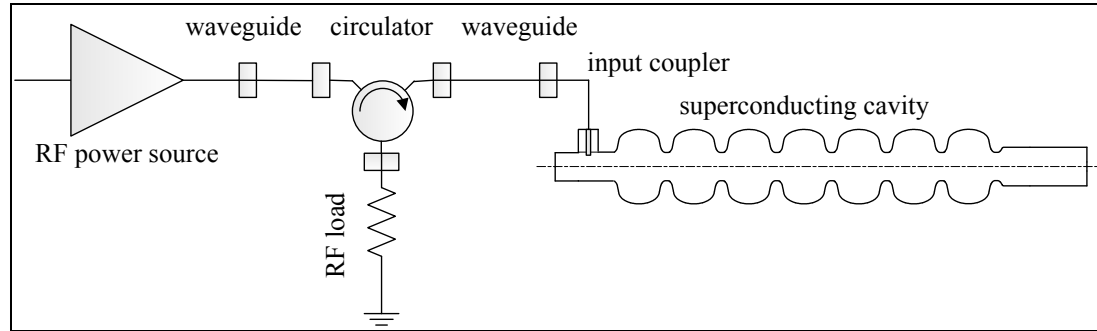 waveguide
circulator
waveguide
input coupler
superconducting cavity
RF power source
RF load